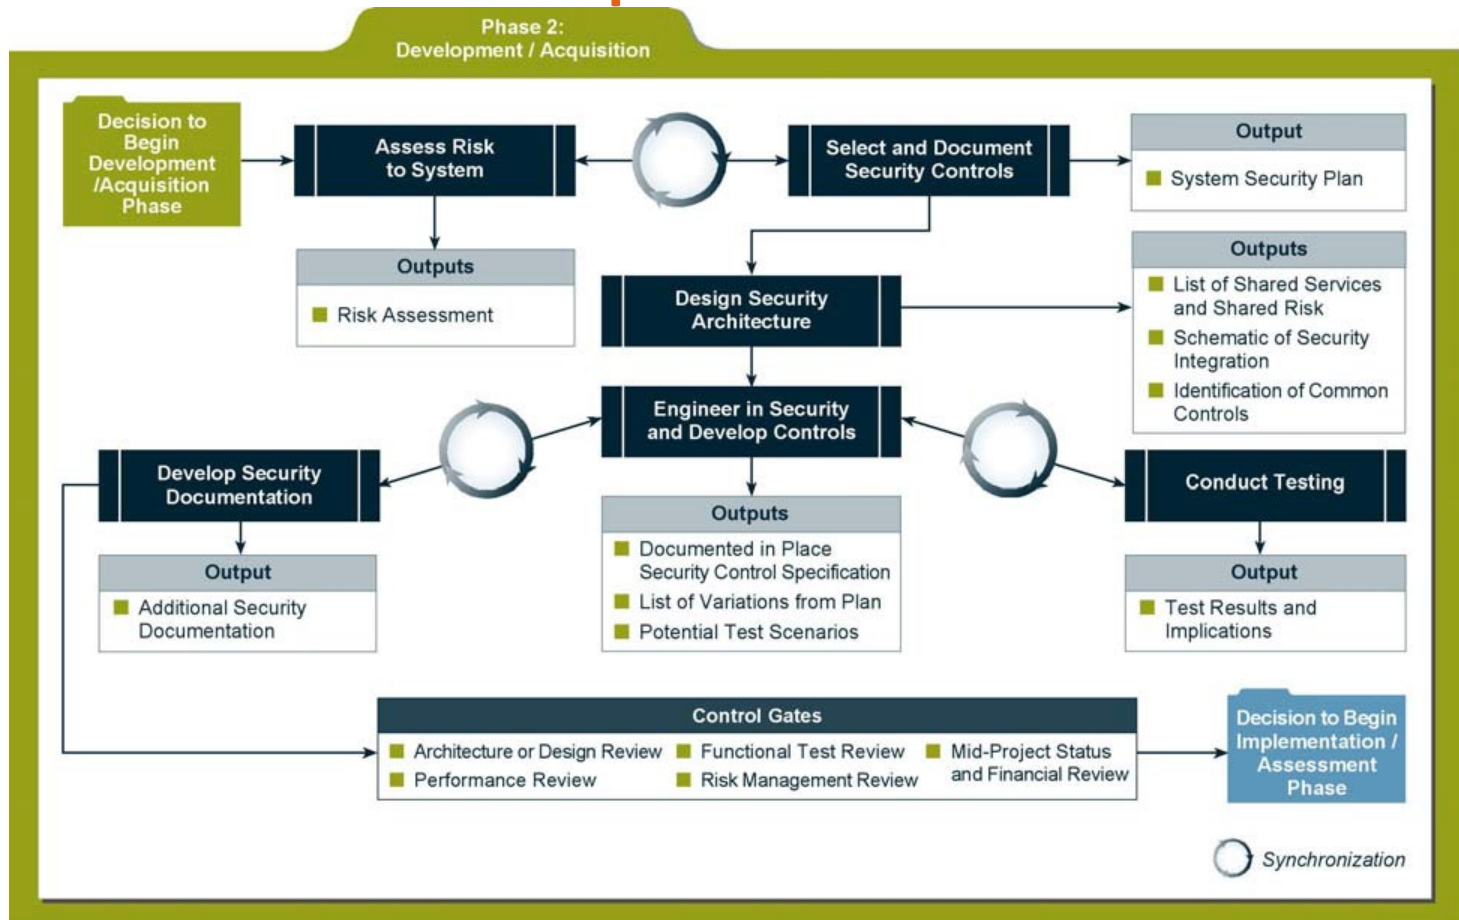 Phase 2:
Development / Acquisition
Decision to
Begin
Development
/Acquisition
Phase
Assess Risk
to System
Select and Document
Security Controls
Output
System Security Plan
Outputs
Risk Assessment
Design Security
Architecture
Outputs
List of Shared Services
and Shared Risk
Schematic of Security
Integration
Identification of Common
Controls
Engineer in Security
and Develop Controls
Develop Security
Documentation
Conduct Testing
Outputs
Documented in Place
Security Control Specification
List of Variations from Plan
Potential Test Scenarios
Output
Additional Security
Documentation
Output
Test Results and
Implications
Control Gates
Architecture or Design Review
Performance Review
Functional Test Review
Risk Management Review
Mid-Project Status
and Financial Review
Decision to Begin
Implementation /
Assessment
Phase
Synchronization